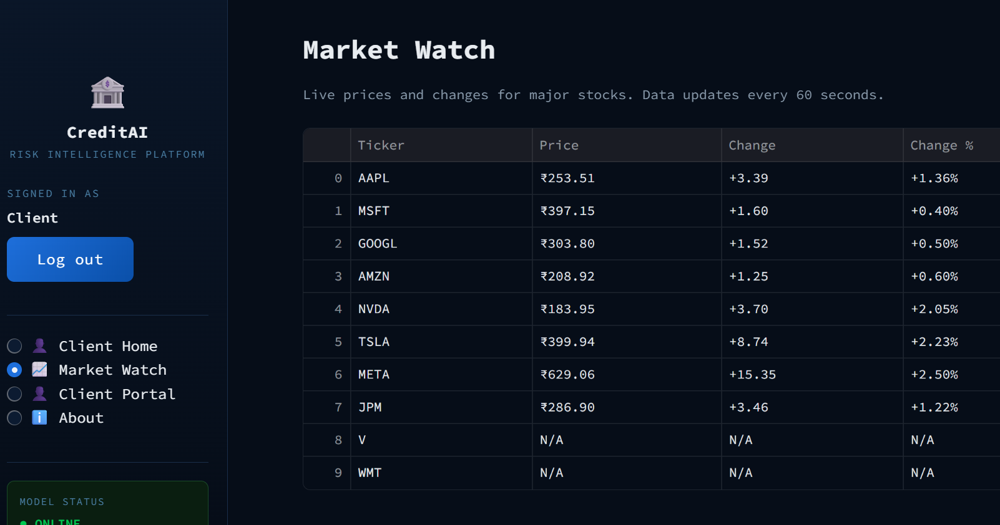 CreditAI
RISK INTELLIGENCE PLATFORM
SIGNED IN AS
Client
Log out
Client Home
Market Watch
Client Portal
About
MODEL STATUS
ONLINE
Market Watch
Live prices and changes for major stocks. Data updates every 60 seconds.
Ticker Price Change Change %
0 AAPL ₹253.51 +3.39 +1.36%
1 MSFT ₹397.15 +1.60 +0.40%
2 GOOGL ₹303.80 +1.52 +0.50%
3 AMZN ₹208.92 +1.25 +0.60%
4 NVDA ₹183.95 +3.70 +2.05%
5 TSLA ₹399.94 +8.74 +2.23%
6 META ₹629.06 +15.35 +2.50%
7 JPM ₹286.90 +3.46 +1.22%
8 V N/A N/A N/A
9 WMT N/A N/A N/A